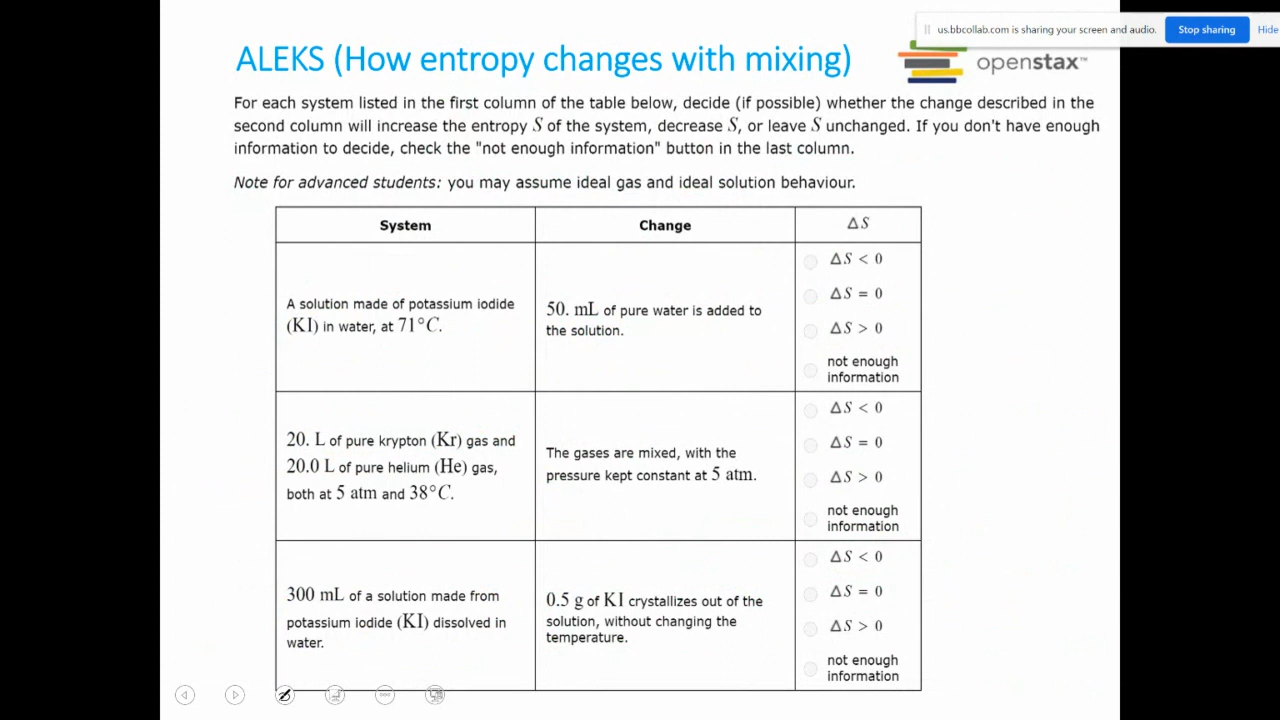 us.bbcollab.com is sharing your screen and audio.
Stop sharing
Hide
ALEKS (How entropy changes with mixing)
openstax™
For each system listed in the first column of the table below, decide (if possible) whether the change described in the
second column will increase the entropy S of the system, decrease S, or leave S unchanged. If you don't have enough
information to decide, check the "not enough information" button in the last column.
Note for advanced students: you may assume ideal gas and ideal solution behaviour.
System
Change
ΔS
A solution made of potassium iodide
(KI) in water, at 71°C.
50. mL of pure water is added to
the solution.
ΔS < 0
ΔS = 0
ΔS > 0
not enough
information
20. L of pure krypton (Kr) gas and
20.0 L of pure helium (He) gas,
both at 5 atm and 38°C.
The gases are mixed, with the
pressure kept constant at 5 atm.
ΔS < 0
ΔS = 0
ΔS > 0
not enough
information
300 mL of a solution made from
potassium iodide (KI) dissolved in
water.
0.5 g of KI crystallizes out of the
solution, without changing the
temperature.
ΔS < 0
ΔS = 0
ΔS > 0
not enough
information